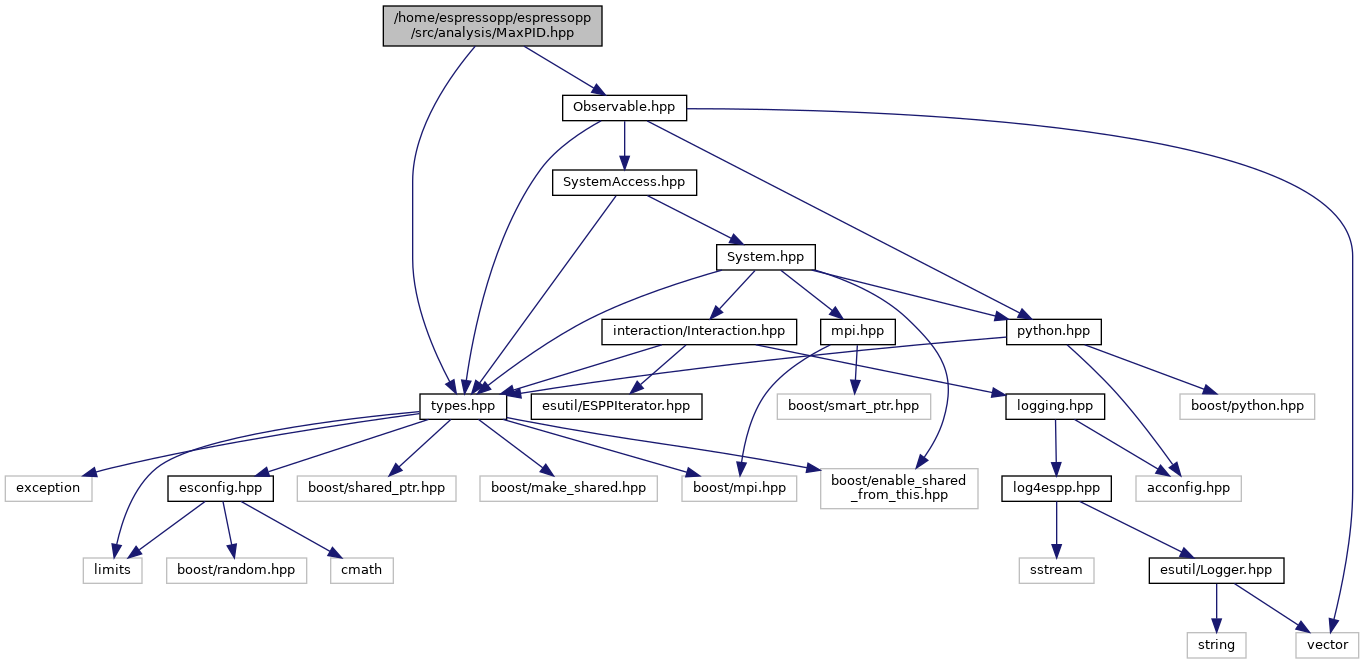 /home/espressopp/espressopp
/src/analysis/MaxPID.hpp
Observable.hpp
SystemAccess.hpp
System.hpp
interaction/Interaction.hpp
mpi.hpp
python.hpp
types.hpp
esutil/ESPPIterator.hpp
boost/smart_ptr.hpp
logging.hpp
boost/python.hpp
exception
esconfig.hpp
boost/shared_ptr.hpp
boost/make_shared.hpp
boost/mpi.hpp
boost/enable_shared
_from_this.hpp
log4espp.hpp
acconfig.hpp
limits
boost/random.hpp
cmath
sstream
esutil/Logger.hpp
string
vector